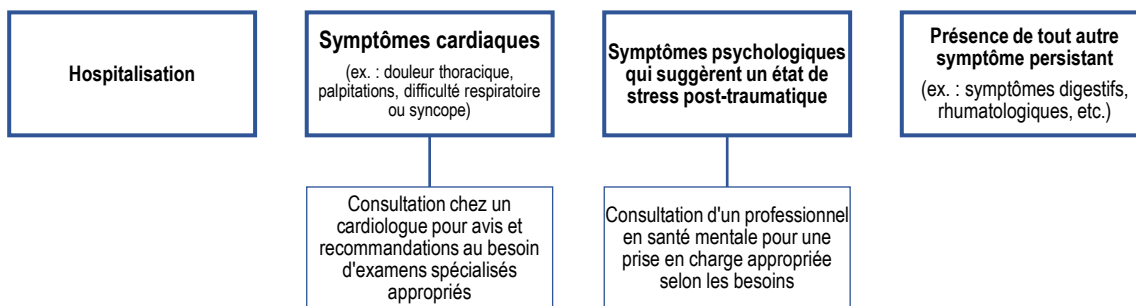 Hospitalisation
Symptômes cardiaques
(ex. : douleur thoracique,
palpitations, difficulté respiratoire
ou syncope)
Symptômes psychologiques
qui suggèrent un état de
stress post-traumatique
Présence de tout autre
symptôme persistant
(ex. : symptômes digestifs,
rhumatologiques, etc.)
Consultation chez un
cardiologue pour avis et
recommandations au besoin
d'examens spécialisés
appropriés
Consultation d'un professionnel
en santé mentale pour une
prise en charge appropriée
selon les besoins